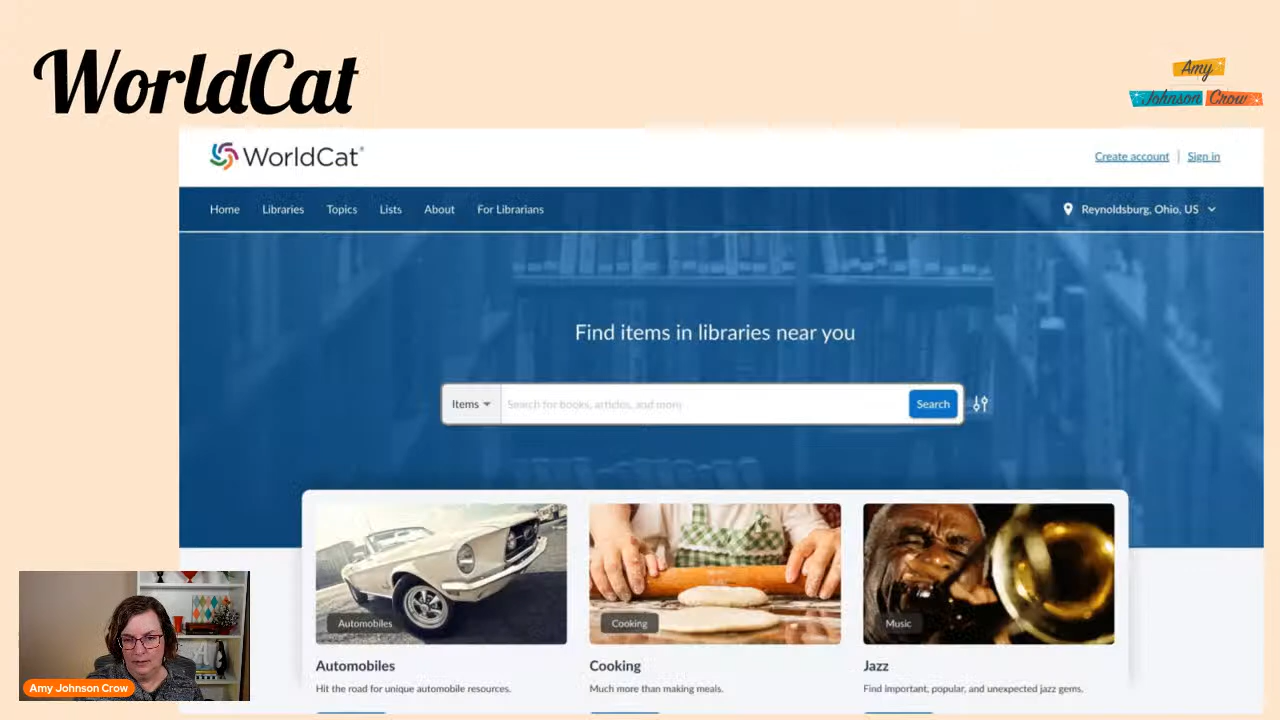 WorldCat
Amy
Johnson Crow
WorldCat®
Create account | Sign in
Home Libraries Topics Lists About For Librarians
Reynoldsburg, Ohio, US
Find items in libraries near you
Items Search for books, articles, and more Search
Automobiles Cooking Music
Automobiles Cooking Jazz
Hit the road for unique automobile resources. Much more than making meals. Find important, popular, and unexpected jazz gems.
Amy Johnson Crow